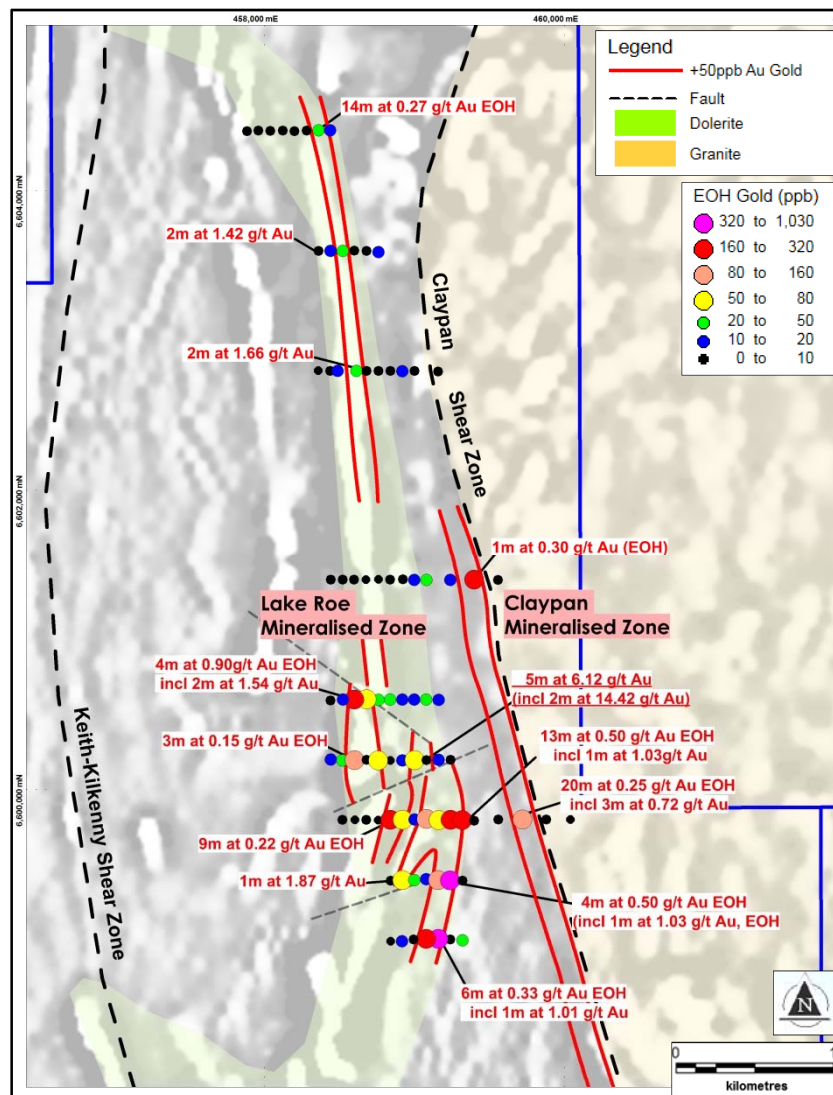 458,000 mE
460,000 mE
6,604,000 mN
6,602,000 mN
6,600,000 mN
Legend
+50ppb Au Gold
Fault
Dolerite
Granite
EOH Gold (ppb)
320 to 1,030
160 to 320
80 to 160
50 to 80
20 to 50
10 to 20
0 to 10
14m at 0.27 g/t Au EOH
2m at 1.42 g/t Au
Claypan
Shear Zone
2m at 1.66 g/t Au
1m at 0.30 g/t Au (EOH)
Lake Roe
Mineralised Zone
Claypan
Mineralised Zone
4m at 0.90g/t Au EOH
incl 2m at 1.54 g/t Au
5m at 6.12 g/t Au
(incl 2m at 14.42 g/t Au)
3m at 0.15 g/t Au EOH
13m at 0.50 g/t Au EOH
incl 1m at 1.03g/t Au
20m at 0.25 g/t Au EOH
incl 3m at 0.72 g/t Au
9m at 0.22 g/t Au EOH
1m at 1.87 g/t Au
4m at 0.50 g/t Au EOH
(incl 1m at 1.03 g/t Au, EOH
6m at 0.33 g/t Au EOH
incl 1m at 1.01 g/t Au
Keith-Kilkenny Shear Zone
0 1
kilometres